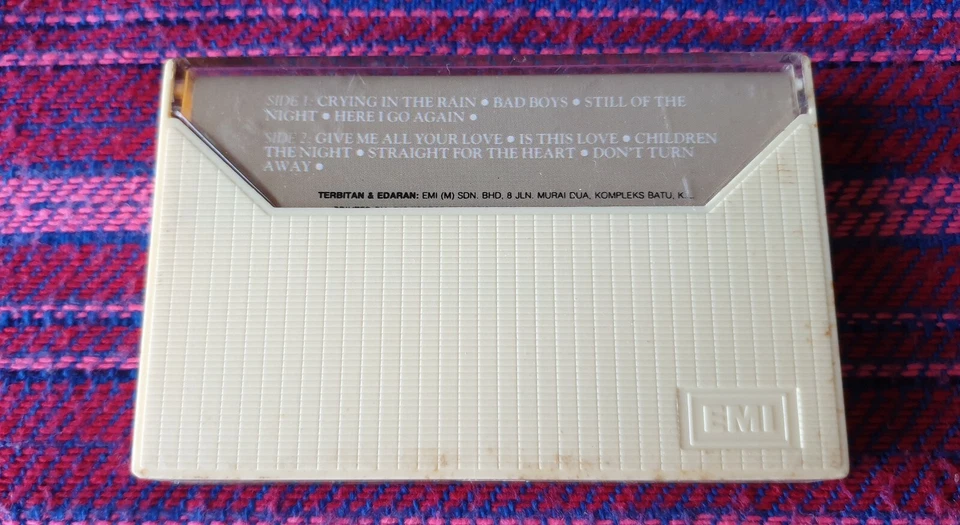 SIDE 1: CRYING IN THE RAIN • BAD BOYS • STILL OF THE
NIGHT • HERE I GO AGAIN •
SIDE 2: GIVE ME ALL YOUR LOVE • IS THIS LOVE • CHILDREN
THE NIGHT • STRAIGHT FOR THE HEART • DON'T TURN
AWAY •
TERBITAN & EDARAN: EMI (M) SDN. BHD, 8 JLN. MURAI DUA, KOMPLEKS BATU, K.L.
EMI